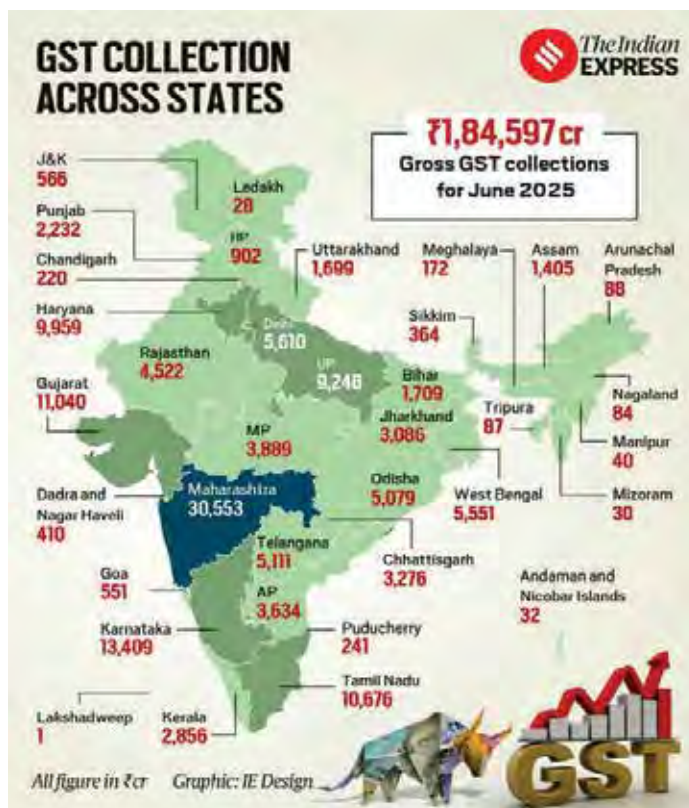 GST COLLECTION
ACROSS STATES
The Indian
EXPRESS
₹1,84,597 cr
Gross GST collections
for June 2025
J&K
566
Ladakh
28
Punjab
2,232
HP
902
Chandigarh
220
Uttarakhand
1,699
Meghalaya
172
Assam
1,405
Arunachal
Pradesh
88
Haryana
9,959
Delhi
5,610
Sikkim
364
Rajasthan
4,522
UP
9,248
Bihar
1,709
Gujarat
11,040
Nagaland
84
Jharkhand
3,086
Tripura
87
MP
3,889
Manipur
40
Maharashtra
30,553
Odisha
5,079
Dadra and
Nagar Haveli
410
West Bengal
5,551
Mizoram
30
Telangana
5,111
Chhattisgarh
3,276
Goa
551
AP
3,634
Andaman and
Nicobar Islands
32
Karnataka
13,409
Puducherry
241
Tamil Nadu
10,676
Lakshadweep
1
Kerala
2,856
GST
All figure in ₹ cr
Graphic: IE Design